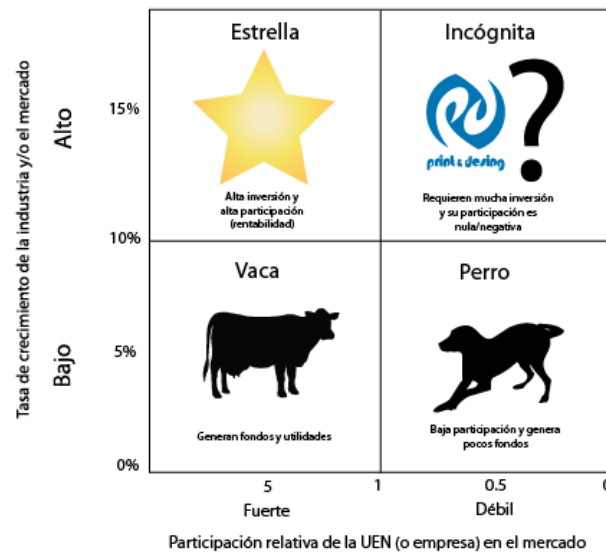 Tasa de crecimiento de la industria y/o el mercado
Alto
Bajo
15%
10%
5%
0%
Estrella
Alta inversión y
alta participación
(rentabilidad)
Incógnita
?
print & desing
Requieren mucha inversión
y su participación es
nula/negativa
Vaca
Generan fondos y utilidades
Perro
Baja participación y genera
pocos fondos
5
1
0.5
0
Fuerte
Débil
Participación relativa de la UEN (o empresa) en el mercado